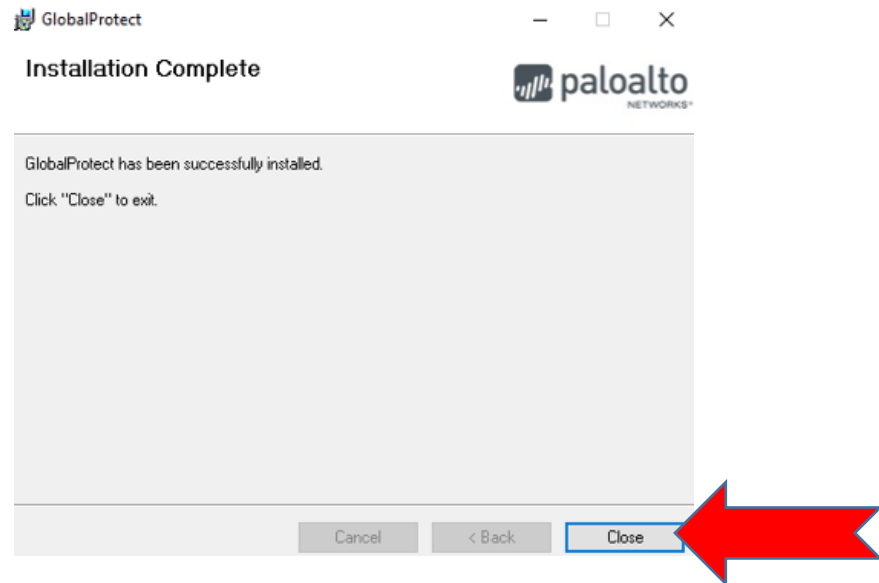 GlobalProtect
Installation Complete
paloalto
NETWORKS
GlobalProtect has been successfully installed.
Click "Close" to exit.
Cancel
< Back
Close